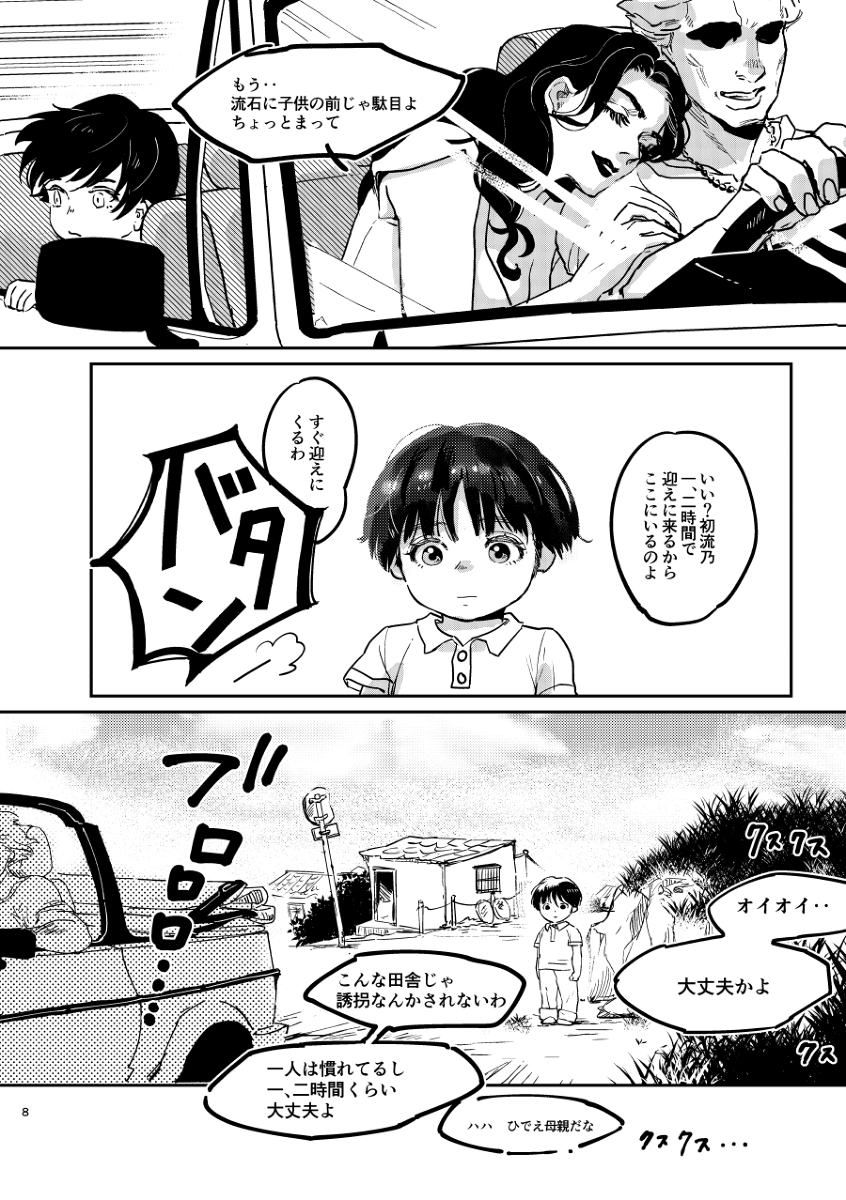 もう‥
流石に子供の前じゃ駄目よ
ちょっとまって
いい?初流乃
一、二時間で
迎えに来るから
ここにいるのよ
すぐ迎えに
くるわ
バタン
ブロロロ・・・
クスクス
オイオイ‥
大丈夫かよ
こんな田舎じゃ
誘拐なんかされないわ
クス
一人は慣れてるし
一、二時間くらい
大丈夫よ
ハハ ひでえ母親だな
クスクス・・・
8